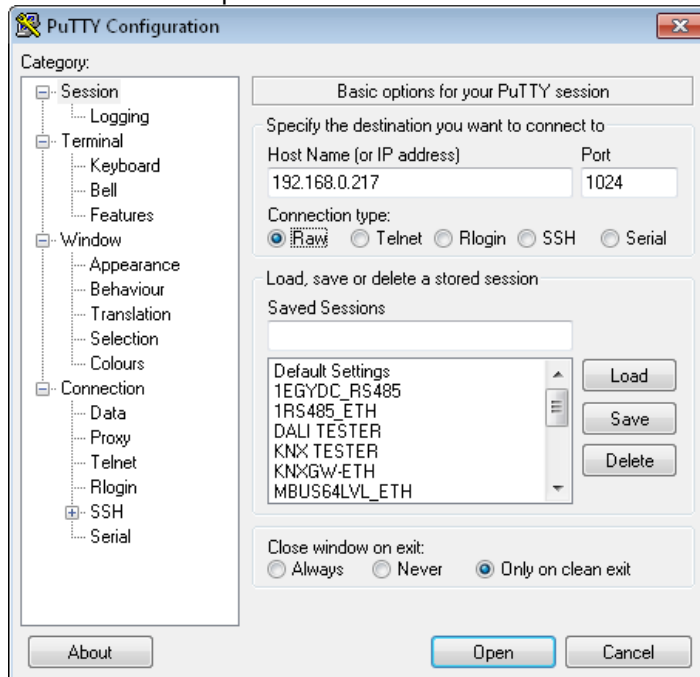 PuTTY Configuration
Category:
Session
Logging
Terminal
Keyboard
Bell
Features
Window
Appearance
Behaviour
Translation
Selection
Colours
Connection
Data
Proxy
Telnet
Rlogin
SSH
Serial
Basic options for your PuTTY session
Specify the destination you want to connect to
Host Name (or IP address) Port
192.168.0.217 1024
Connection type:
Raw Telnet Rlogin SSH Serial
Load, save or delete a stored session
Saved Sessions
Default Settings
1EGYDC_RS485
1RS485_ETH
DALI TESTER
KNX TESTER
KNXGW-ETH
MBUS64LVL_ETH
Load
Save
Delete
Close window on exit:
Always Never Only on clean exit
About Open Cancel